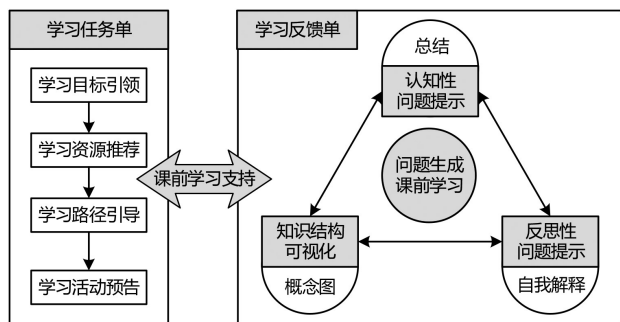 学习任务单
学习目标引领
学习资源推荐
学习路径引导
学习活动预告
课前学习支持
学习反馈单
总结
认知性
问题提示
问题生成
课前学习
知识结构
可视化
概念图
反思性
问题提示
自我解释